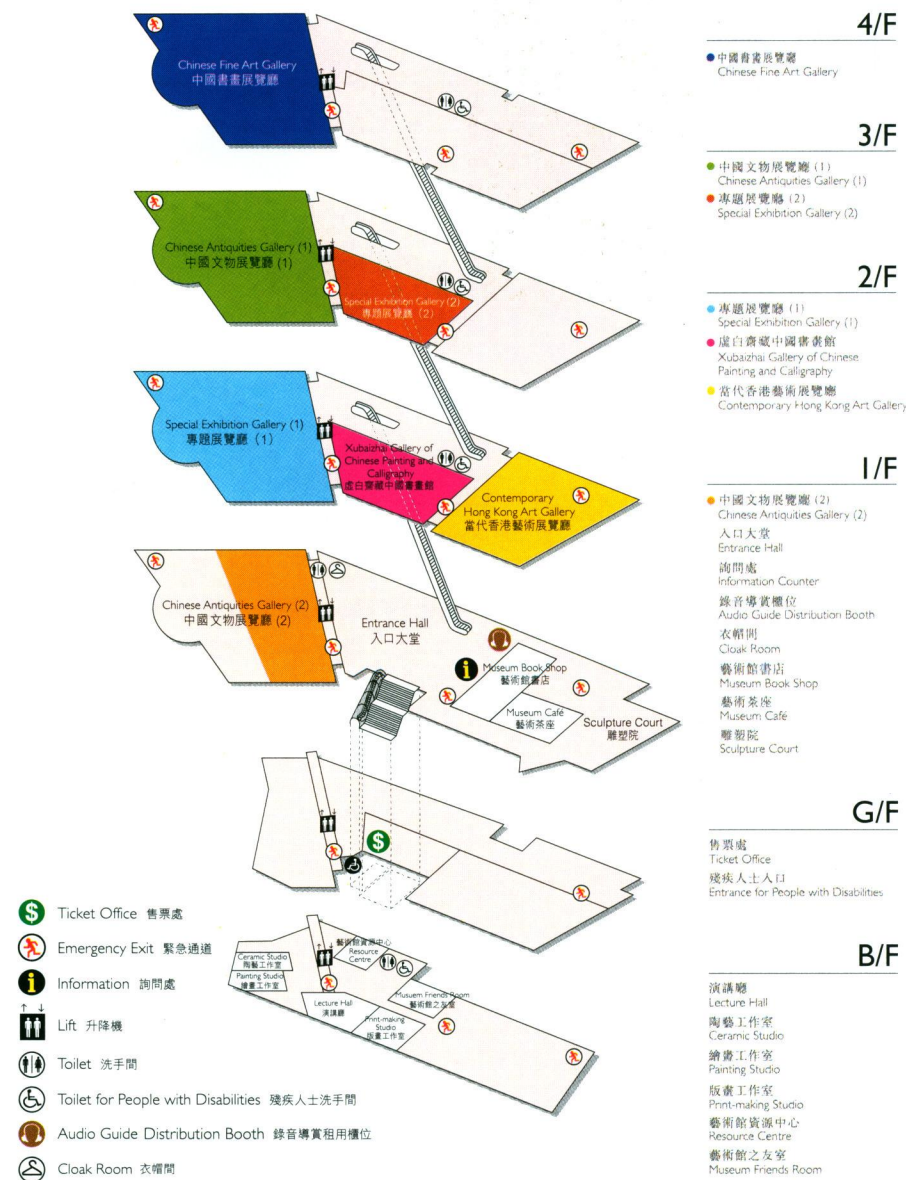 Chinese Fine Art Gallery
中國書畫展覽廳
Chinese Antiquities Gallery (1)
中國文物展覽廳 (1)
Special Exhibition Gallery (2)
專題展覽廳 (2)
Special Exhibition Gallery (1)
專題展覽廳 (1)
Xubaizhai Gallery of
Chinese Painting and
Calligraphy
虛白齋藏中國書畫館
Contemporary
Hong Kong Art Gallery
當代香港藝術展覽廳
Chinese Antiquities Gallery (2)
中國文物展覽廳 (2)
Entrance Hall
入口大堂
i
Museum Book Shop
藝術館書店
Museum Café
藝術茶座
Sculpture Court
雕塑院
$
藝術館資源中心
Resource
Centre
Ceramic Studio
陶藝工作室
Painting Studio
繪畫工作室
Lecture Hall
演講廳
Print-making
Studio
版畫工作室
Musuem Friends Room
藝術館之友室
$ Ticket Office 售票處
Emergency Exit 緊急通道
i Information 詢問處
Lift 升降機
Toilet 洗手間
Toilet for People with Disabilities 殘疾人士洗手間
Audio Guide Distribution Booth 錄音導賞租用櫃位
Cloak Room 衣帽間
4/F
中國書畫展覽廳
Chinese Fine Art Gallery
3/F
中國文物展覽廳 (1)
Chinese Antiquities Gallery (1)
專題展覽廳 (2)
Special Exhibition Gallery (2)
2/F
專題展覽廳 (1)
Special Exhibition Gallery (1)
虛白齋藏中國書畫館
Xubaizhai Gallery of Chinese
Painting and Calligraphy
當代香港藝術展覽廳
Contemporary Hong Kong Art Gallery
1/F
中國文物展覽廳 (2)
Chinese Antiquities Gallery (2)
入口大堂
Entrance Hall
詢問處
Information Counter
錄音導賞櫃位
Audio Guide Distribution Booth
衣帽間
Cloak Room
藝術館書店
Museum Book Shop
藝術茶座
Museum Café
雕塑院
Sculpture Court
G/F
售票處
Ticket Office
殘疾人士入口
Entrance for People with Disabilities
B/F
演講廳
Lecture Hall
陶藝工作室
Ceramic Studio
繪畫工作室
Painting Studio
版畫工作室
Print-making Studio
藝術館資源中心
Resource Centre
藝術館之友室
Museum Friends Room